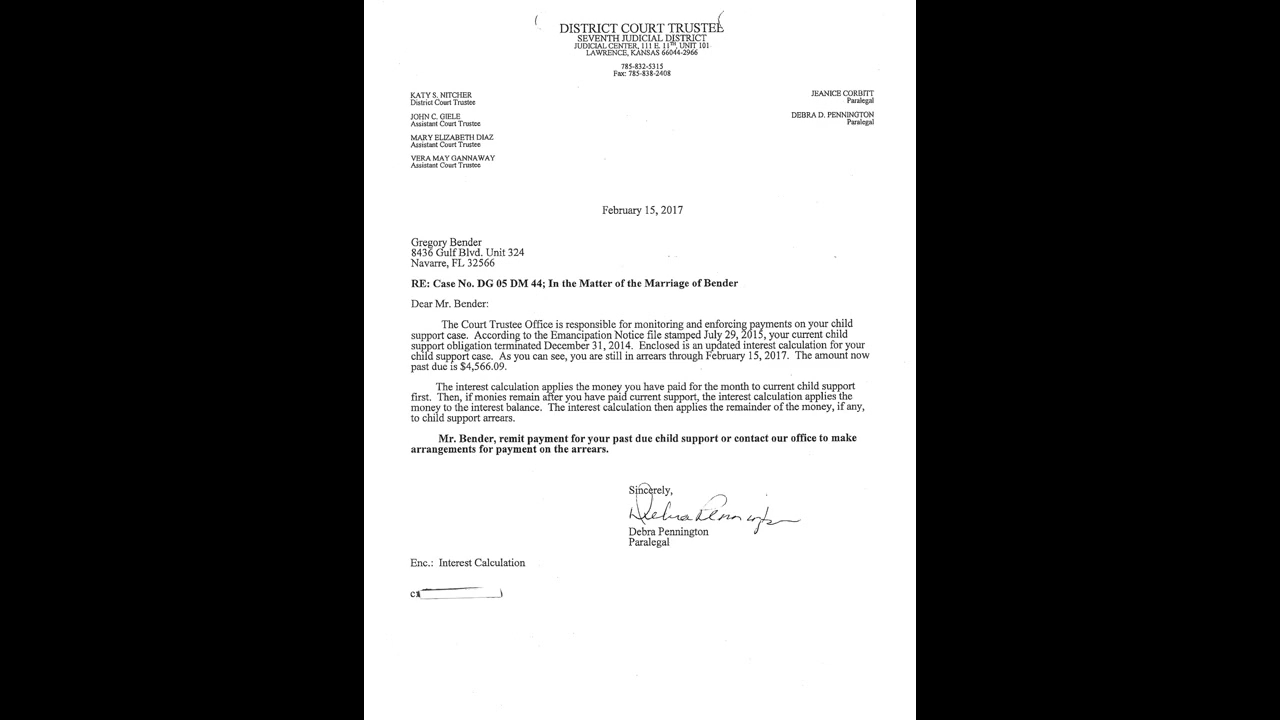 DISTRICT COURT TRUSTEE
SEVENTH JUDICIAL DISTRICT
JUDICIAL CENTER, 111 E. 11TH, UNIT 101
LAWRENCE, KANSAS 66044-2966
785-832-5315
Fax: 785-838-2408
KATY S. NITCHER
District Court Trustee
JOHN C. GIELE
Assistant Court Trustee
MARY ELIZABETH DIAZ
Assistant Court Trustee
VERA MAY GANNAWAY
Assistant Court Trustee
JEANICE CORBITT
Paralegal
DEBRA D. PENNINGTON
Paralegal
February 15, 2017
Gregory Bender
8436 Gulf Blvd. Unit 324
Navarre, FL 32566
RE: Case No. DG 05 DM 44; In the Matter of the Marriage of Bender
Dear Mr. Bender:
The Court Trustee Office is responsible for monitoring and enforcing payments on your child
support case. According to the Emancipation Notice file stamped July 29, 2015, your current child
support obligation terminated December 31, 2014. Enclosed is an updated interest calculation for your
child support case. As you can see, you are still in arrears through February 15, 2017. The amount now
past due is $4,566.09.
The interest calculation applies the money you have paid for the month to current child support
first. Then, if monies remain after you have paid current support, the interest calculation applies the
money to the interest balance. The interest calculation then applies the remainder of the money, if any,
to child support arrears.
Mr. Bender, remit payment for your past due child support or contact our office to make
arrangements for payment on the arrears.
Sincerely,
Debra Pennington
Debra Pennington
Paralegal
Enc.: Interest Calculation